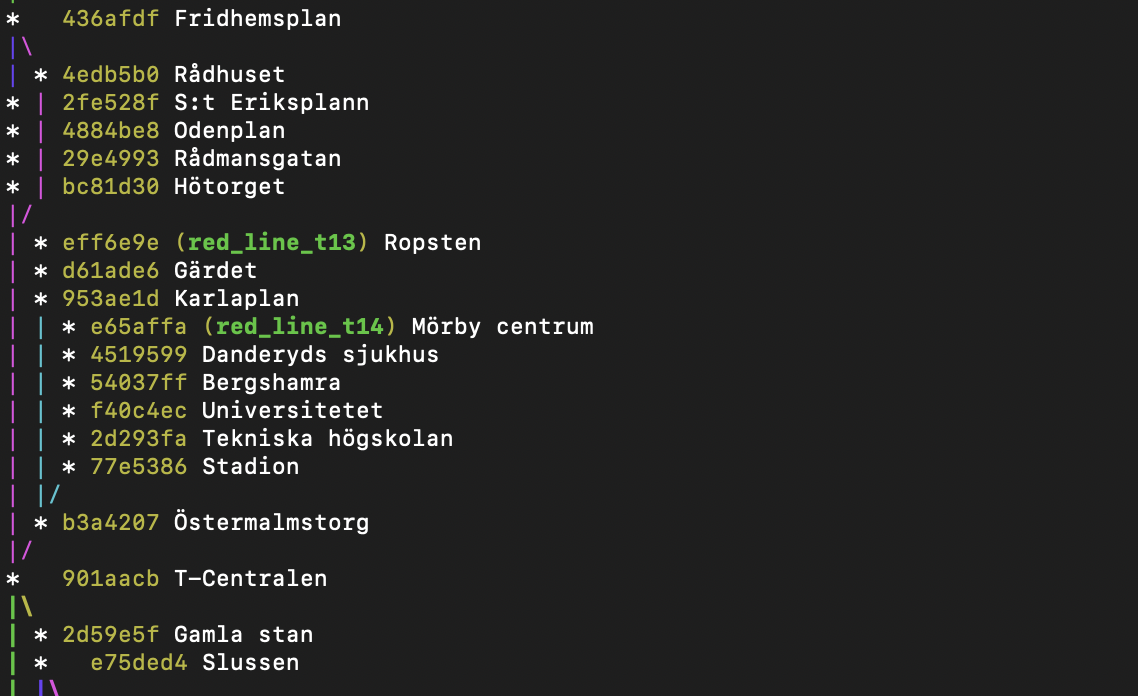 * 436afdf Fridhemsplan
|\
| * 4edb5b0 Rådhuset
* | 2fe528f S:t Eriksplann
* | 4884be8 Odenplan
* | 29e4993 Rådmansgatan
* | bc81d30 Hötorget
|/
| * eff6e9e (red_line_t13) Ropsten
| * d61ade6 Gärdet
| * 953ae1d Karlaplan
| | * e65affa (red_line_t14) Mörby centrum
| | * 4519599 Danderyds sjukhus
| | * 54037ff Bergshamra
| | * f40c4ec Universitetet
| | * 2d293fa Tekniska högskolan
| | * 77e5386 Stadion
| |/
| * b3a4207 Östermalmstorg
|/
* 901aacb T-Centralen
|\
| * 2d59e5f Gamla stan
| * e75ded4 Slussen
| |\